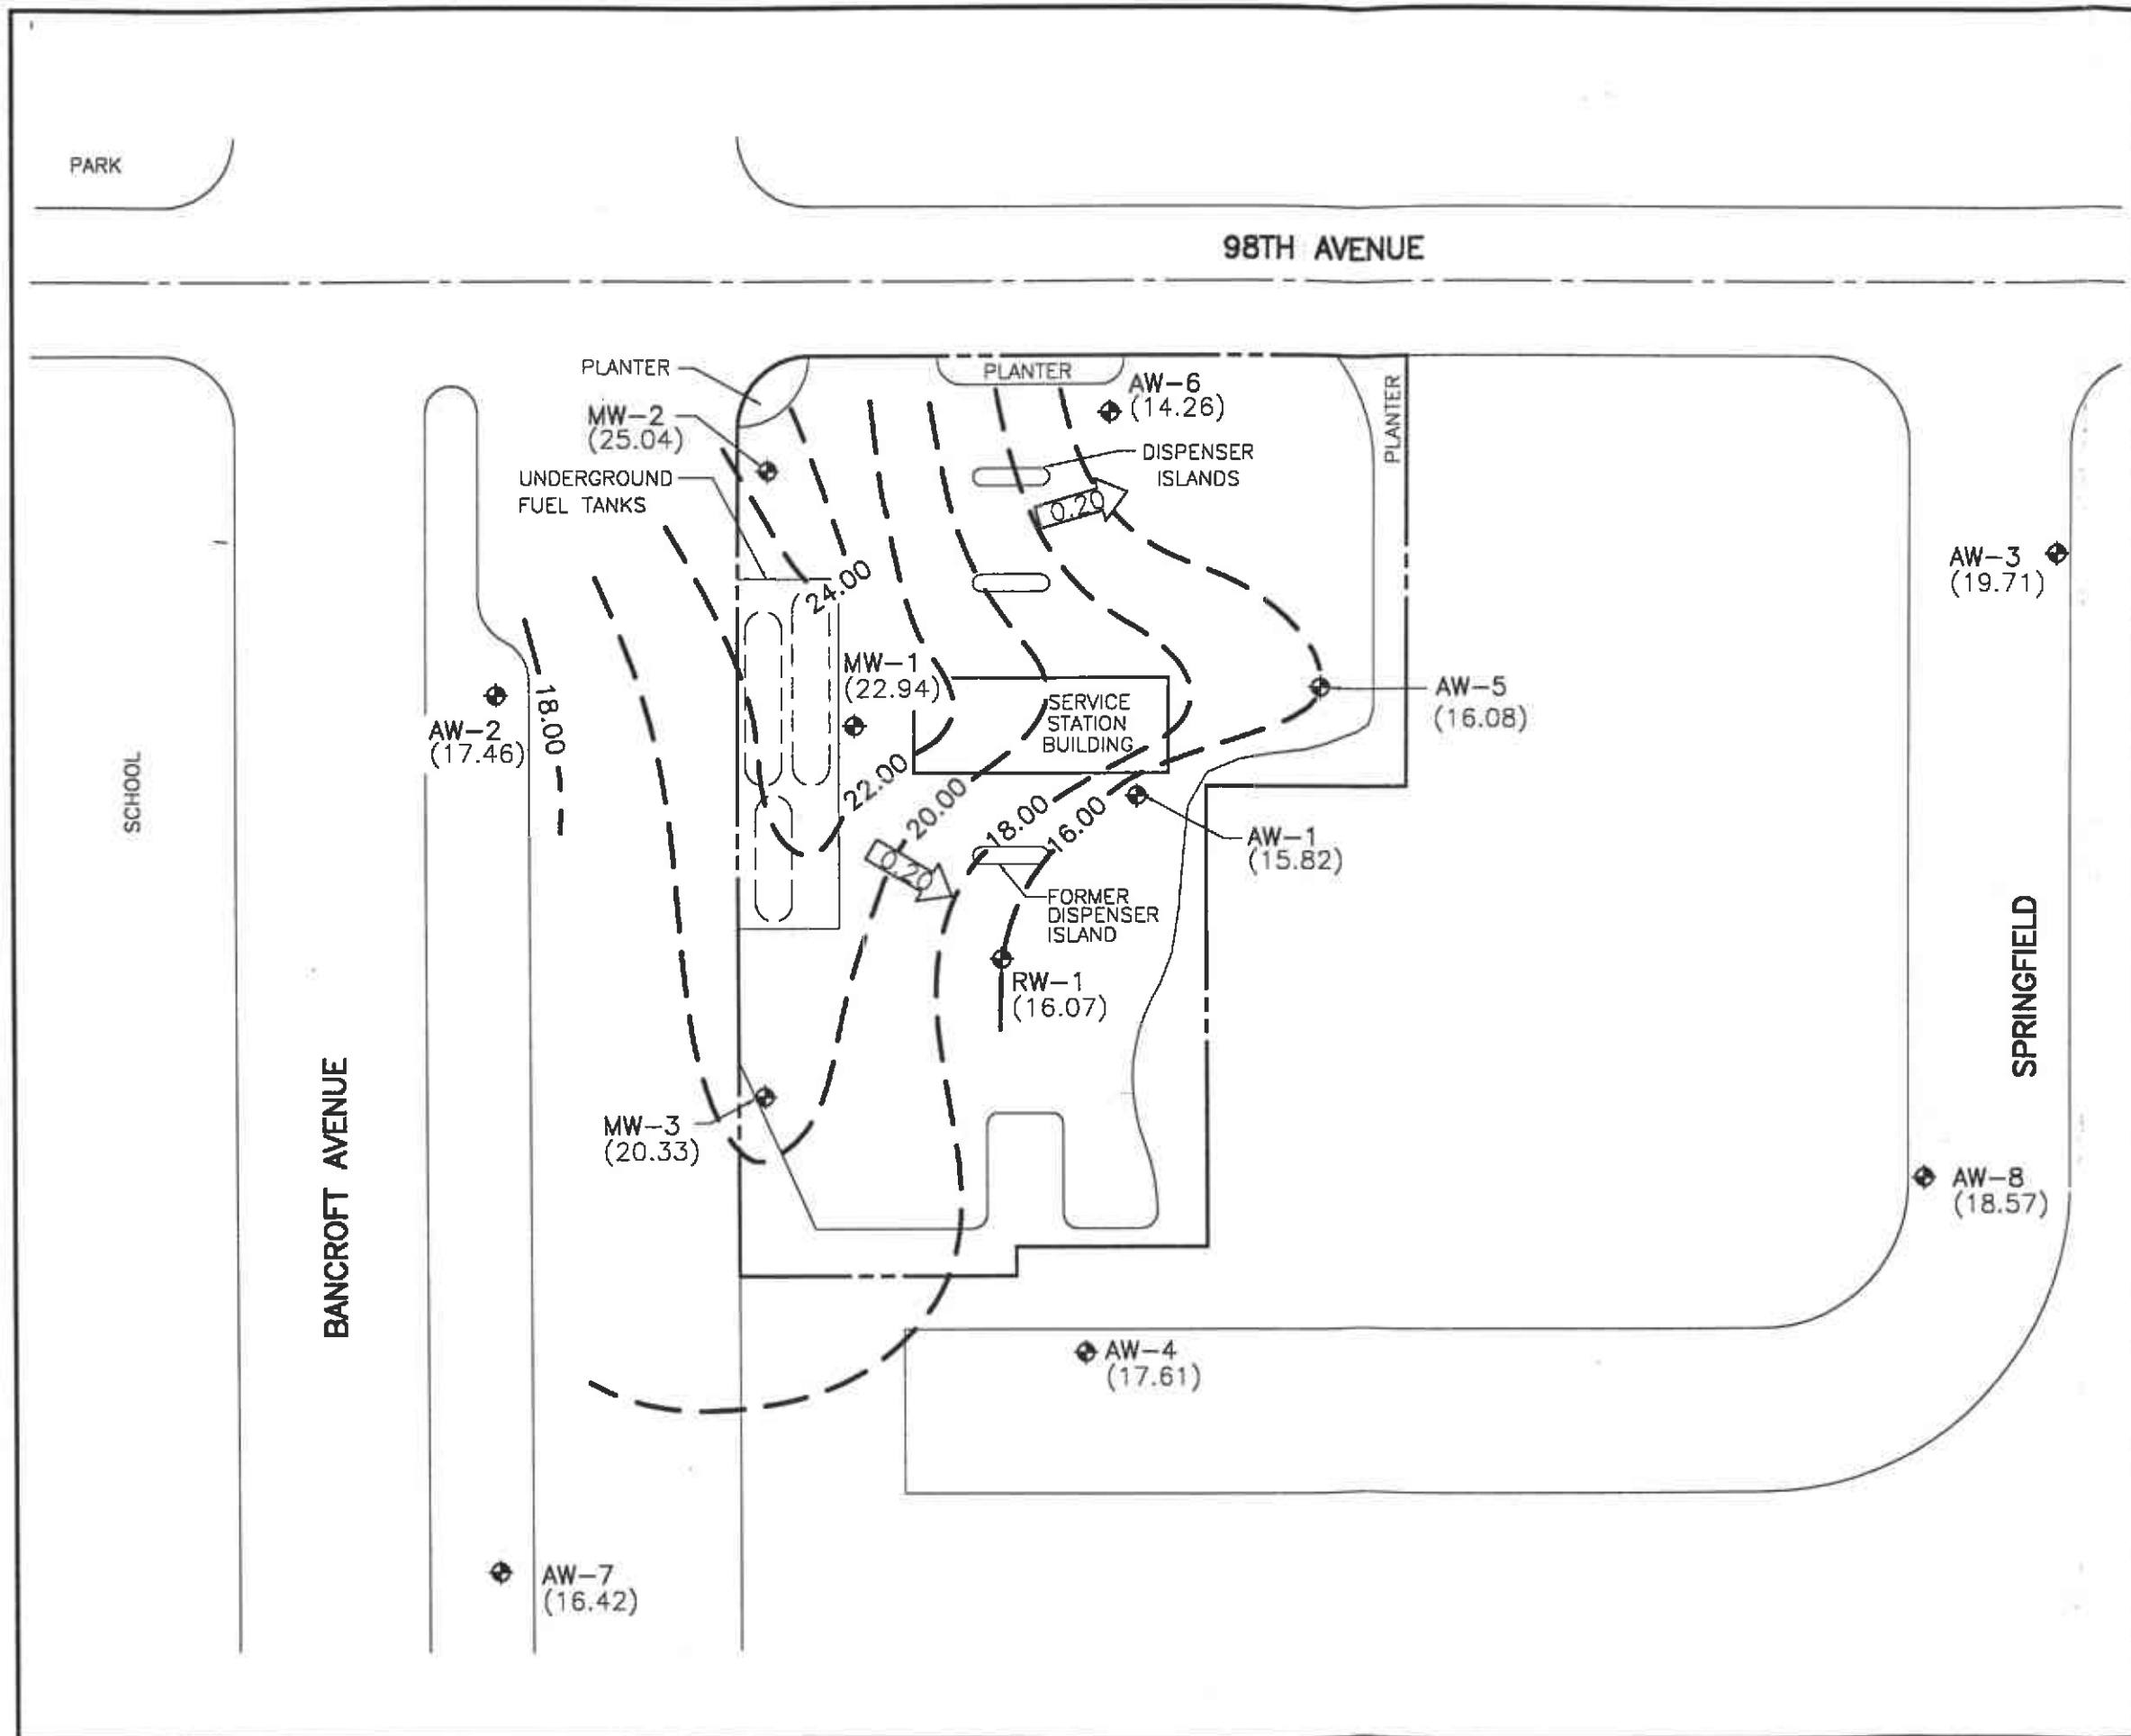 PARK
98TH AVENUE
PLANTER
PLANTER
AW-6
(14.26)
PLANTER
MW-2
(25.04)
DISPENSER
ISLANDS
UNDERGROUND
FUEL TANKS
0.20
AW-3
(19.71)
24.00
MW-1
(22.94)
SERVICE
STATION
BUILDING
AW-5
(16.08)
18.00
AW-2
(17.46)
SCHOOL
22.00
20.00
18.00
16.00
AW-1
(15.82)
0.20
FORMER
DISPENSER
ISLAND
RW-1
(16.07)
SPRINGFIELD
BANCROFT AVENUE
MW-3
(20.33)
AW-8
(18.57)
AW-4
(17.61)
AW-7
(16.42)